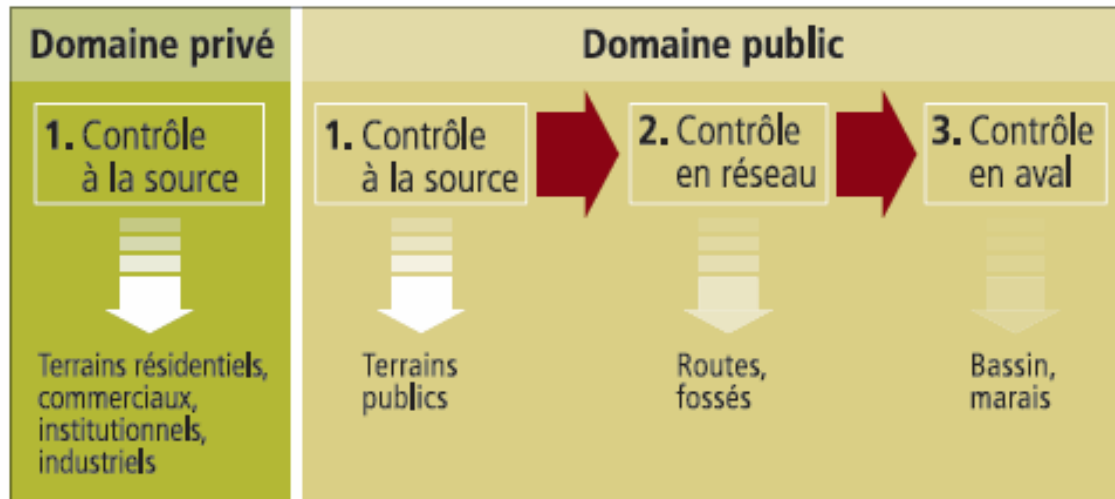 Domaine privé
Domaine public
1. Contrôle
à la source
1. Contrôle
à la source
2. Contrôle
en réseau
3. Contrôle
en aval
Terrains résidentiels,
commerciaux,
institutionnels,
industriels
Terrains
publics
Routes,
fossés
Bassin,
marais